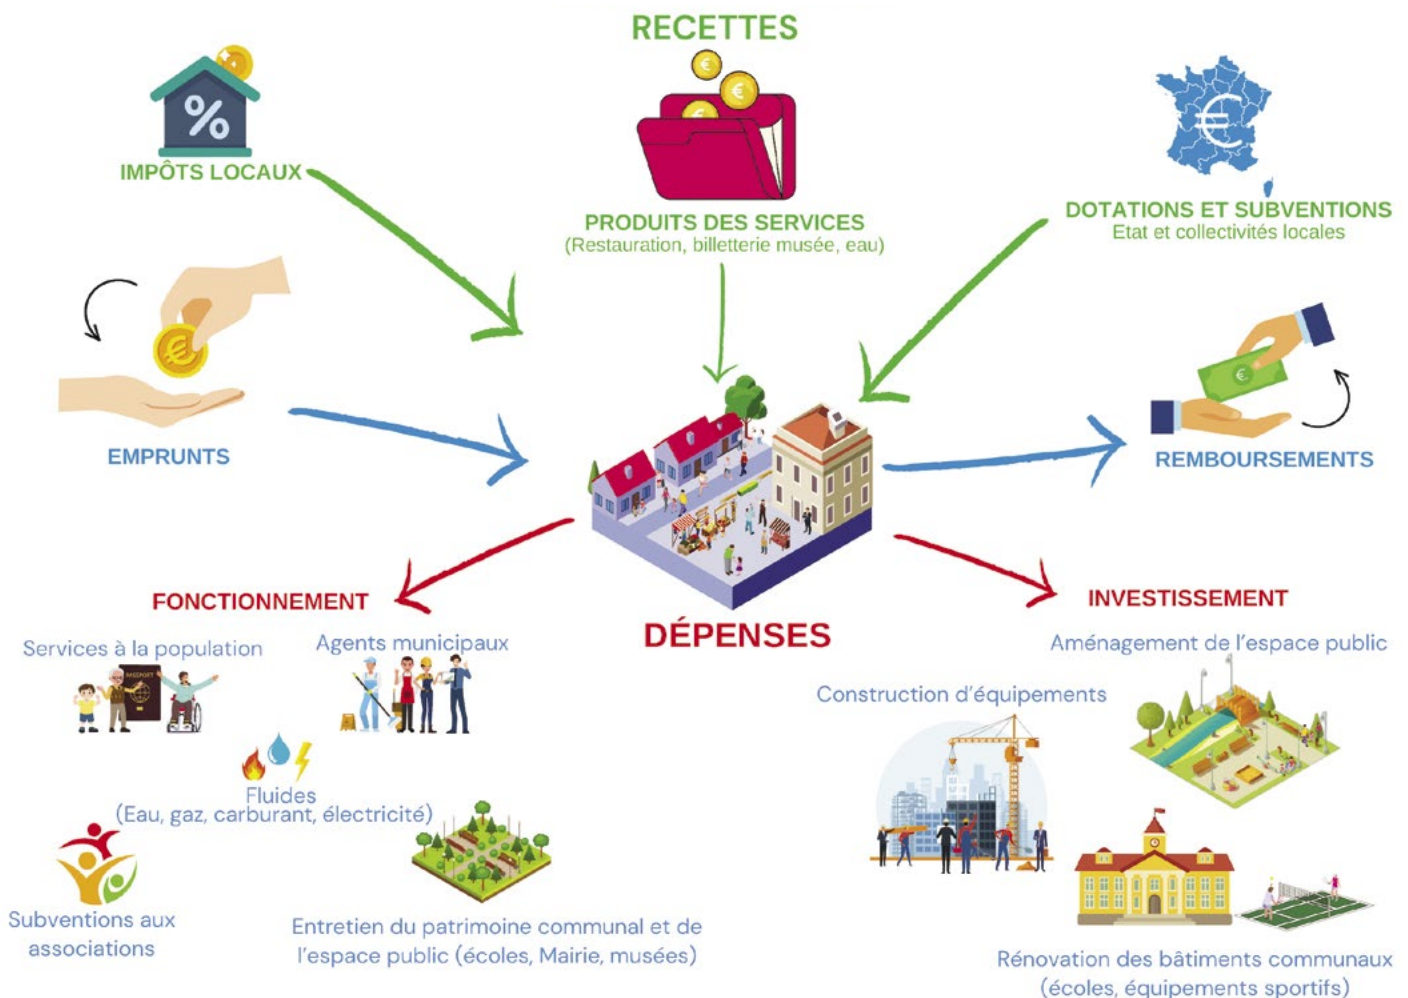 RECETTES
%
€
€
€
€
IMPÔTS LOCAUX
PRODUITS DES SERVICES
(Restauration, billetterie musée, eau)
DOTATIONS ET SUBVENTIONS
Etat et collectivités locales
€
€
EMPRUNTS
REMBOURSEMENTS
FONCTIONNEMENT
DÉPENSES
INVESTISSEMENT
Services à la population
PASSPORT
Agents municipaux
Fluides
(Eau, gaz, carburant, électricité)
Subventions aux
associations
Entretien du patrimoine communal et de
l'espace public (écoles, Mairie, musées)
Aménagement de l'espace public
Construction d'équipements
Rénovation des bâtiments communaux
(écoles, équipements sportifs)